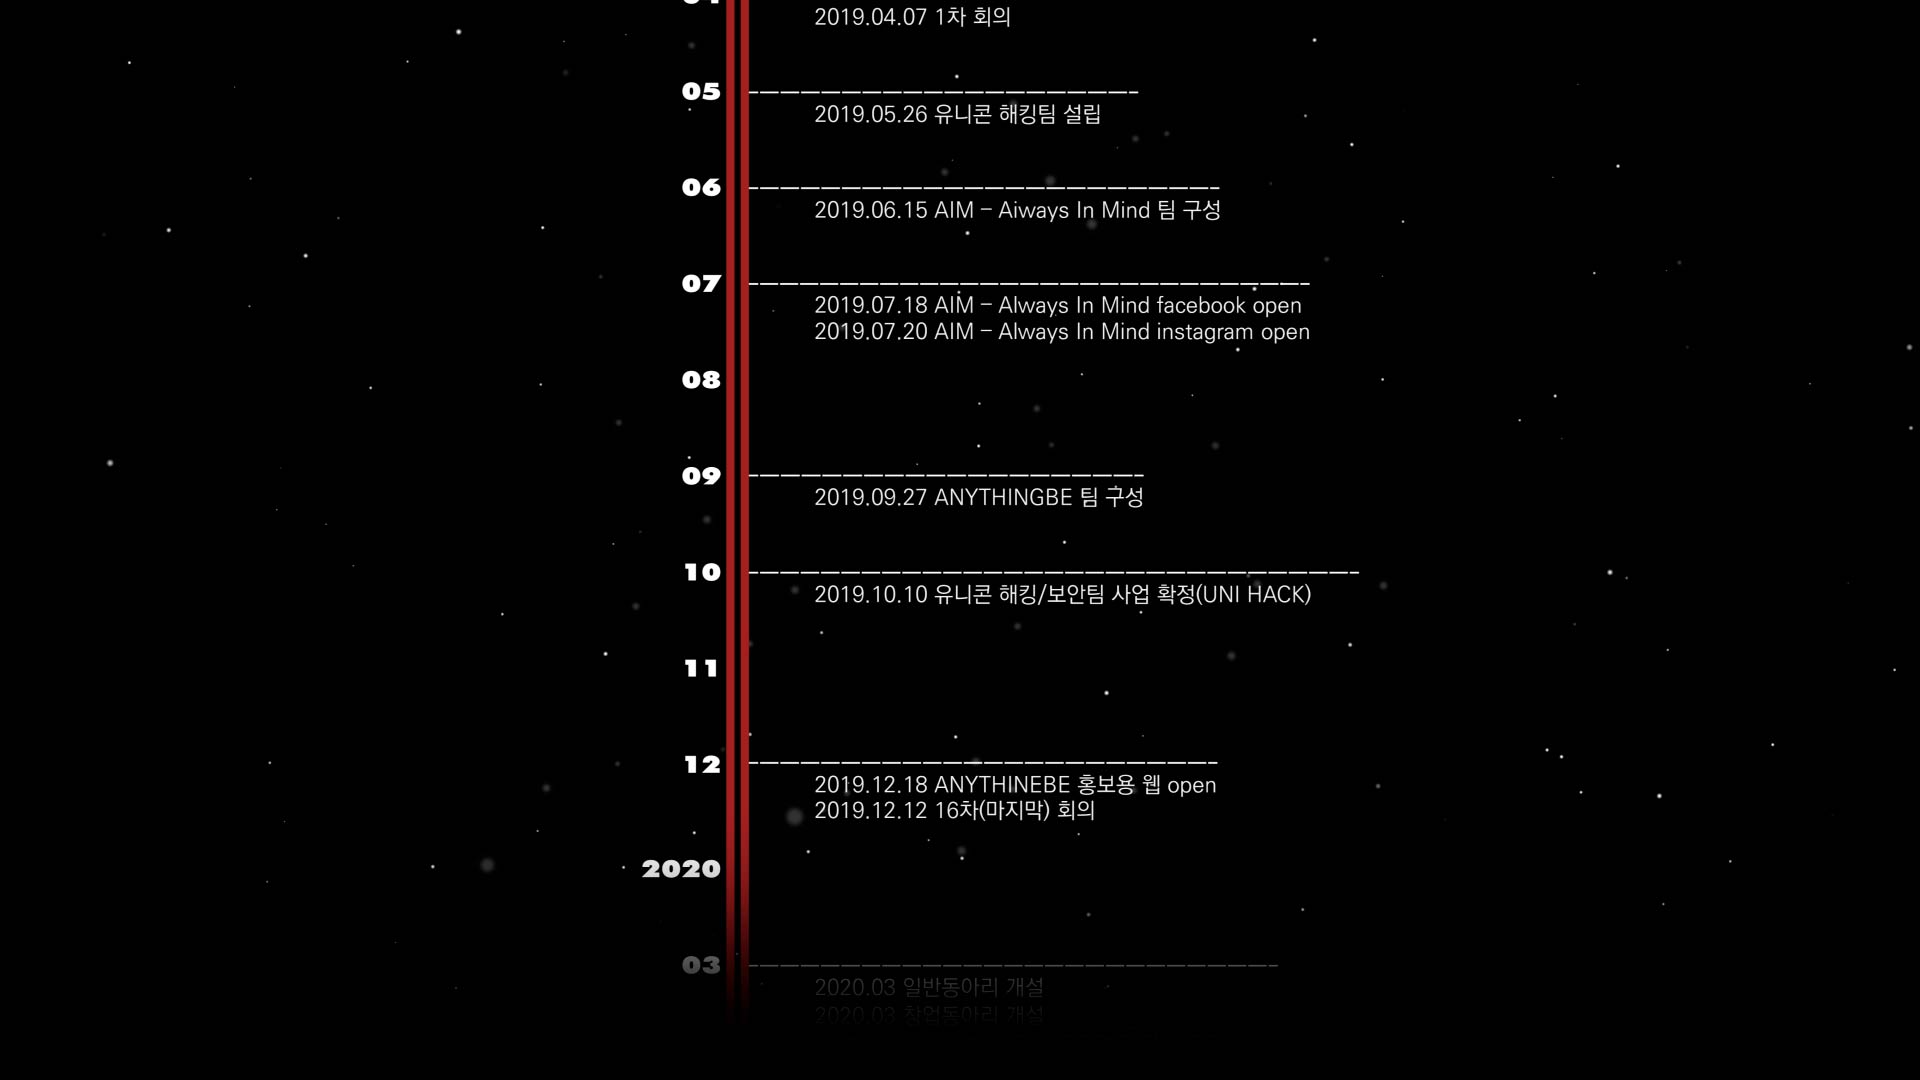 2019.04.07 1차 회의
05
2019.05.26 유니콘 해킹팀 설립
06
2019.06.15 AIM – Aiways In Mind 팀 구성
07
2019.07.18 AIM – Always In Mind facebook open
2019.07.20 AIM – Always In Mind instagram open
08
09
2019.09.27 ANYTHINGBE 팀 구성
10
2019.10.10 유니콘 해킹/보안팀 사업 확정(UNI HACK)
11
12
2019.12.18 ANYTHINEBE 홍보용 웹 open
2019.12.12 16차(마지막) 회의
2020
03
2020.03 일반동아리 개설
2020.03 창업동아리 개설